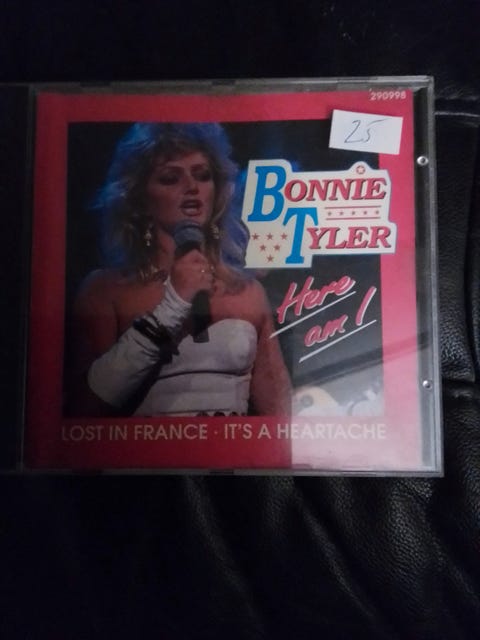 290998
25
BONNIE
TYLER
Here
am I
LOST IN FRANCE · IT'S A HEARTACHE